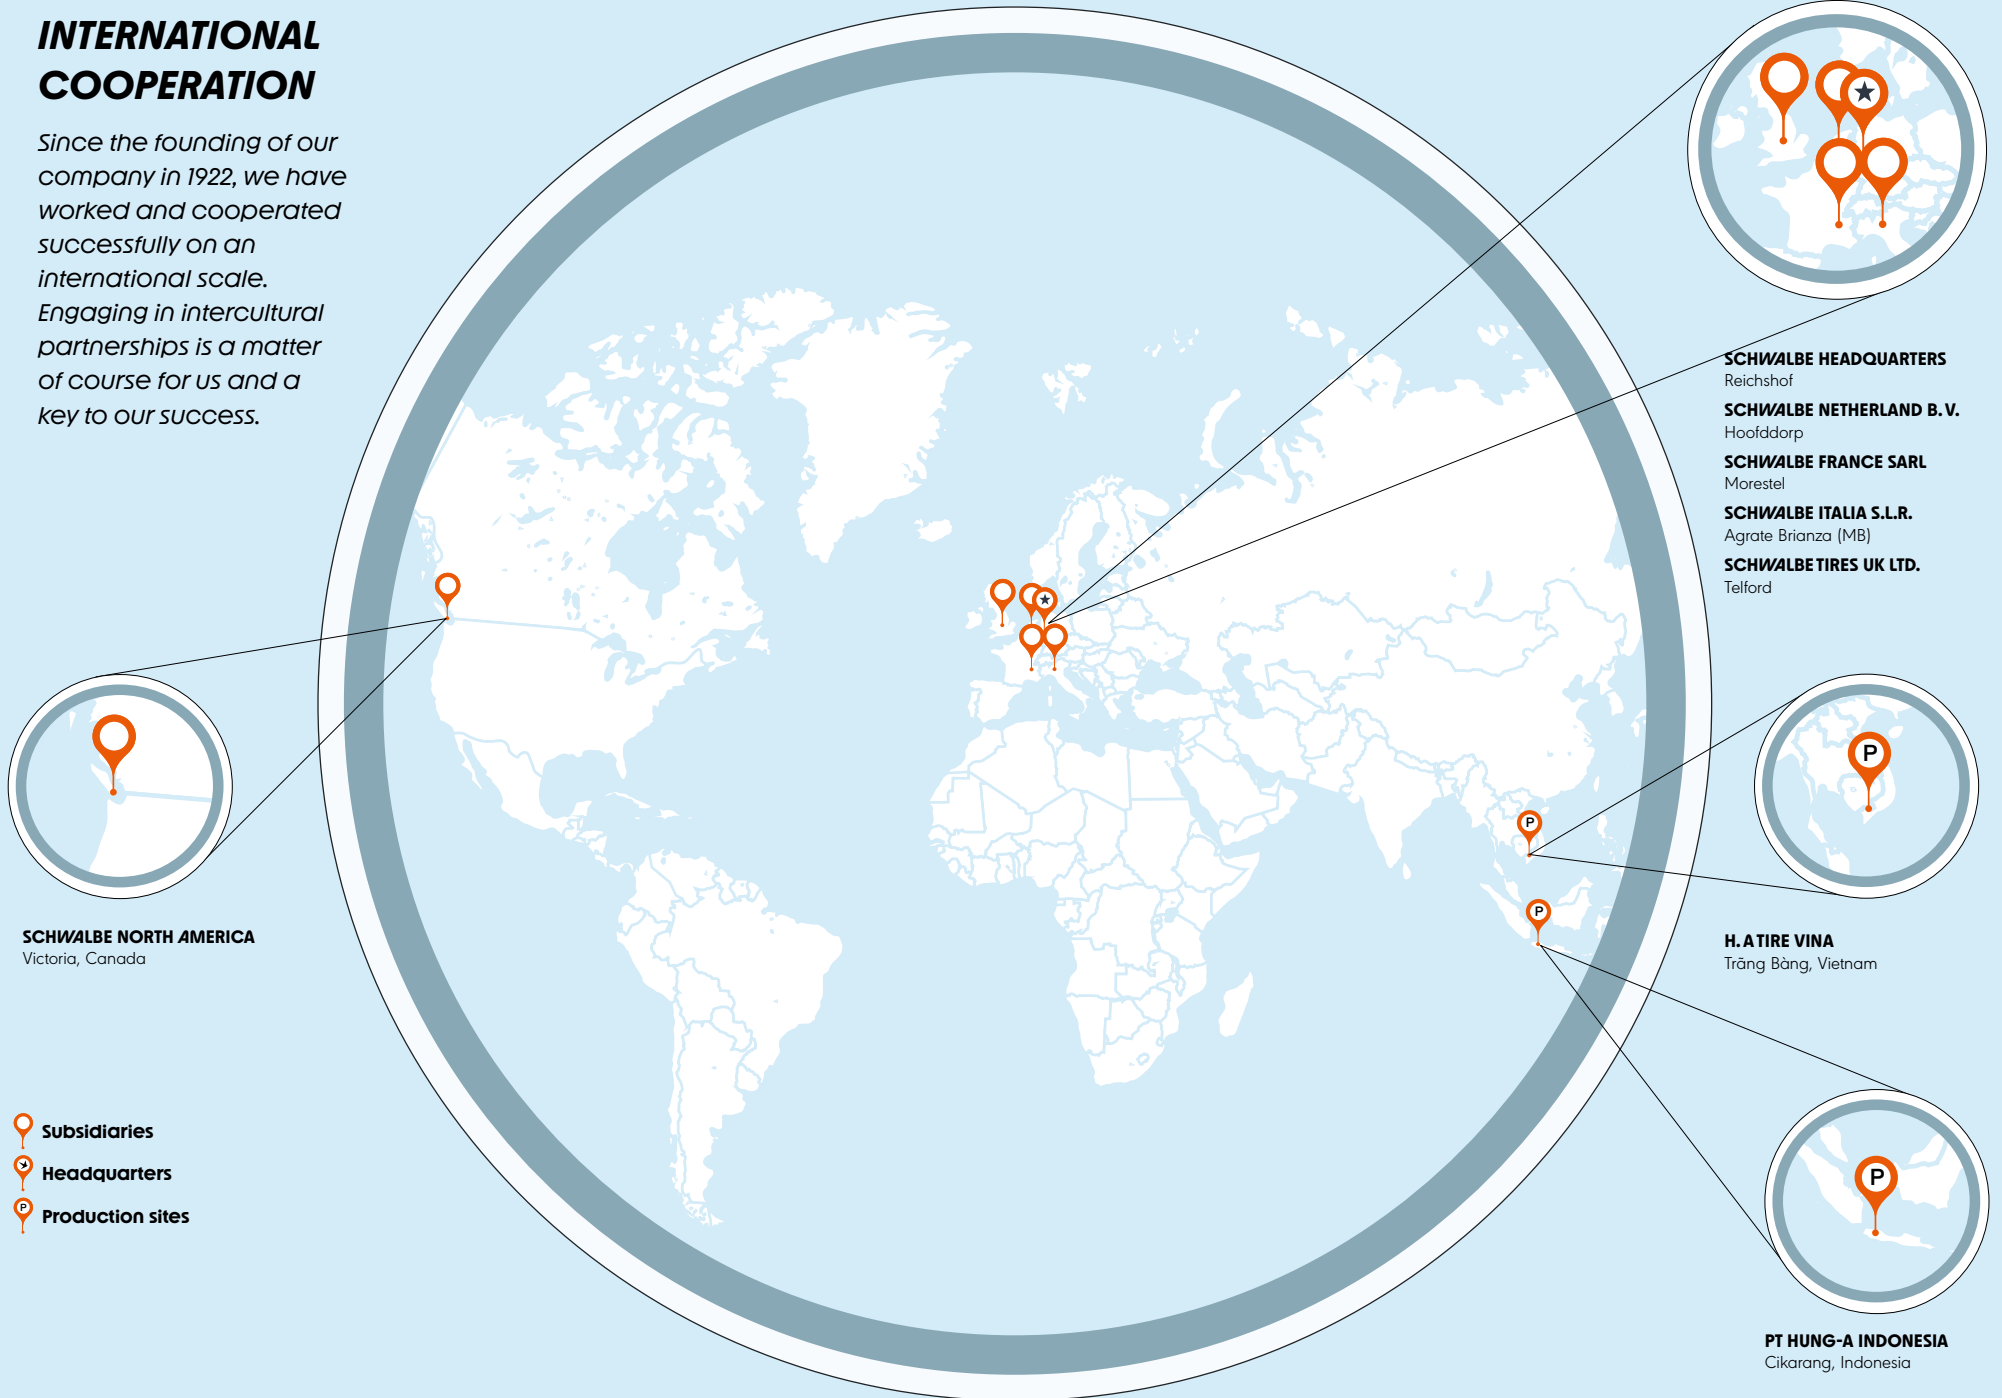 INTERNATIONAL
COOPERATION
Since the founding of our
company in 1922, we have
worked and cooperated
successfully on an
international scale.
Engaging in intercultural
partnerships is a matter
of course for us and a
key to our success.
SCHWALBE HEADQUARTERS
Reichshof
SCHWALBE NETHERLAND B. V.
Hoofddorp
SCHWALBE FRANCE SARL
Morestel
SCHWALBE ITALIA S.L.R.
Agrate Brianza (MB)
SCHWALBE TIRES UK LTD.
Telford
P
P
P
SCHWALBE NORTH AMERICA
Victoria, Canada
H. A TIRE VINA
Trãng Bàng, Vietnam
Subsidiaries
Headquarters
P
Production sites
P
PT HUNG-A INDONESIA
Cikarang, Indonesia